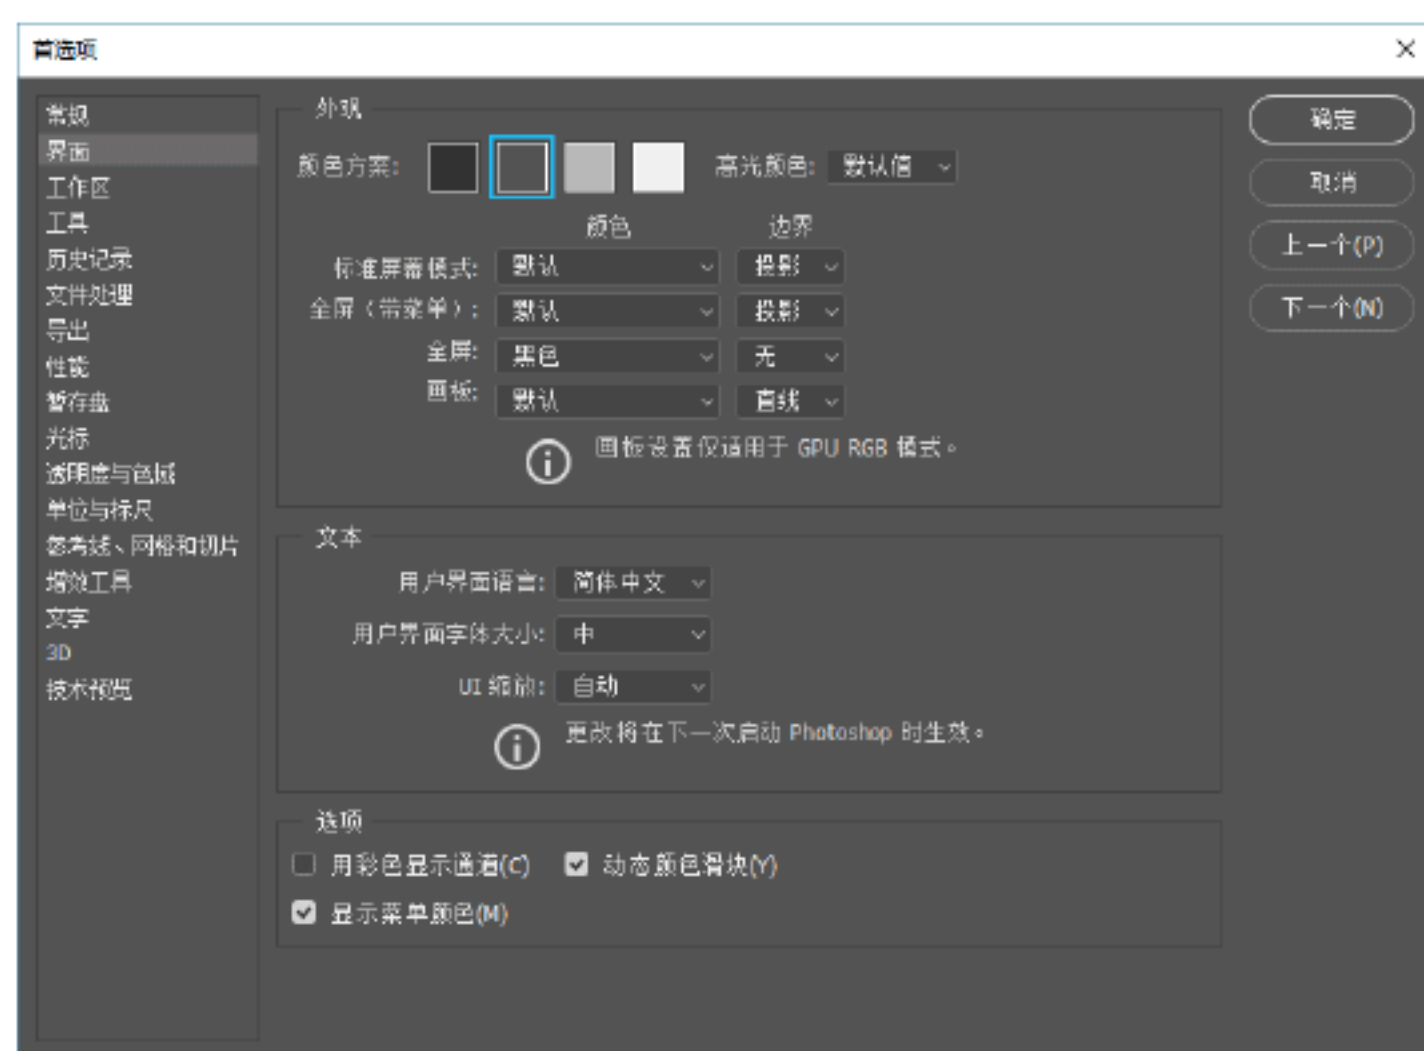 首选项
常规
界面
工作区
工具
历史记录
文件处理
导出
性能
暂存盘
光标
透明度与色域
单位与标尺
参考线、网格和切片
增效工具
文字
3D
技术预览
外观
颜色方案: 高光颜色: 默认值
颜色 边界
标准屏幕模式: 默认 投影
全屏（带菜单）: 默认 投影
全屏: 黑色 无
画板: 默认 直线
画板设置仅适用于 GPU RGB 模式。
文本
用户界面语言: 简体中文
用户界面字体大小: 中
UI 缩放: 自动
更改将在下一次启动 Photoshop 时生效。
选项
用彩色显示通道(C) 动态颜色滑块(Y)
显示菜单颜色(M)
确定
取消
上一个(P)
下一个(N)